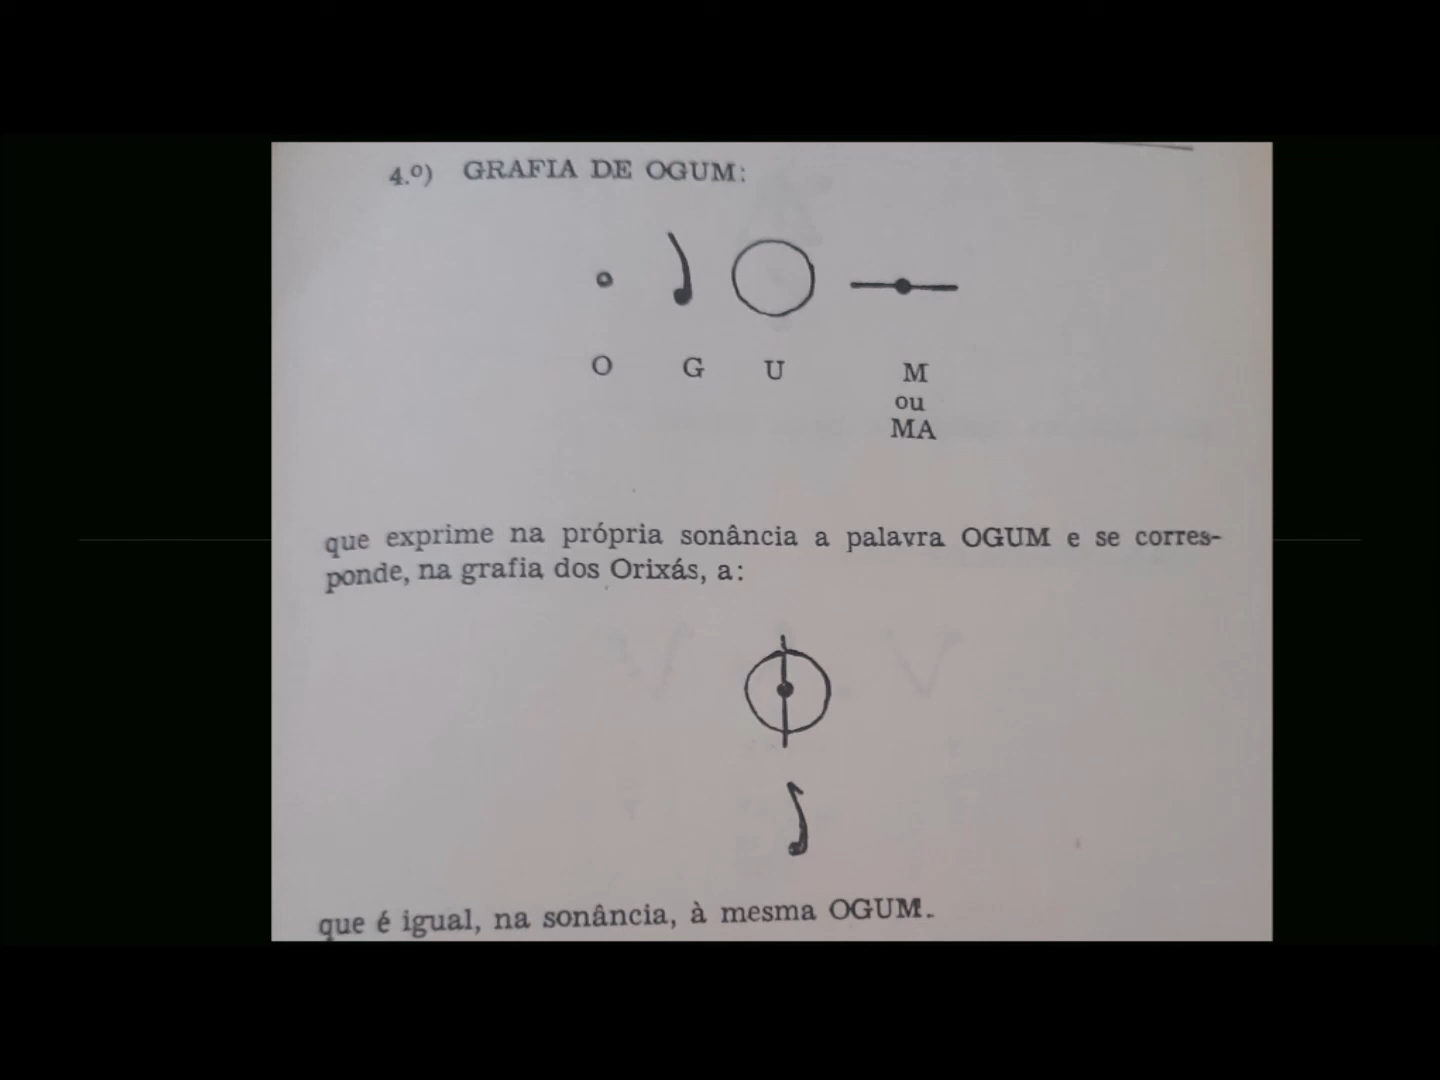 4.º) GRAFIA DE OGUM:
O G U M
ou
MA
que exprime na própria sonância a palavra OGUM e se corres-
ponde, na grafia dos Orixás, a:
que é igual, na sonância, à mesma OGUM.